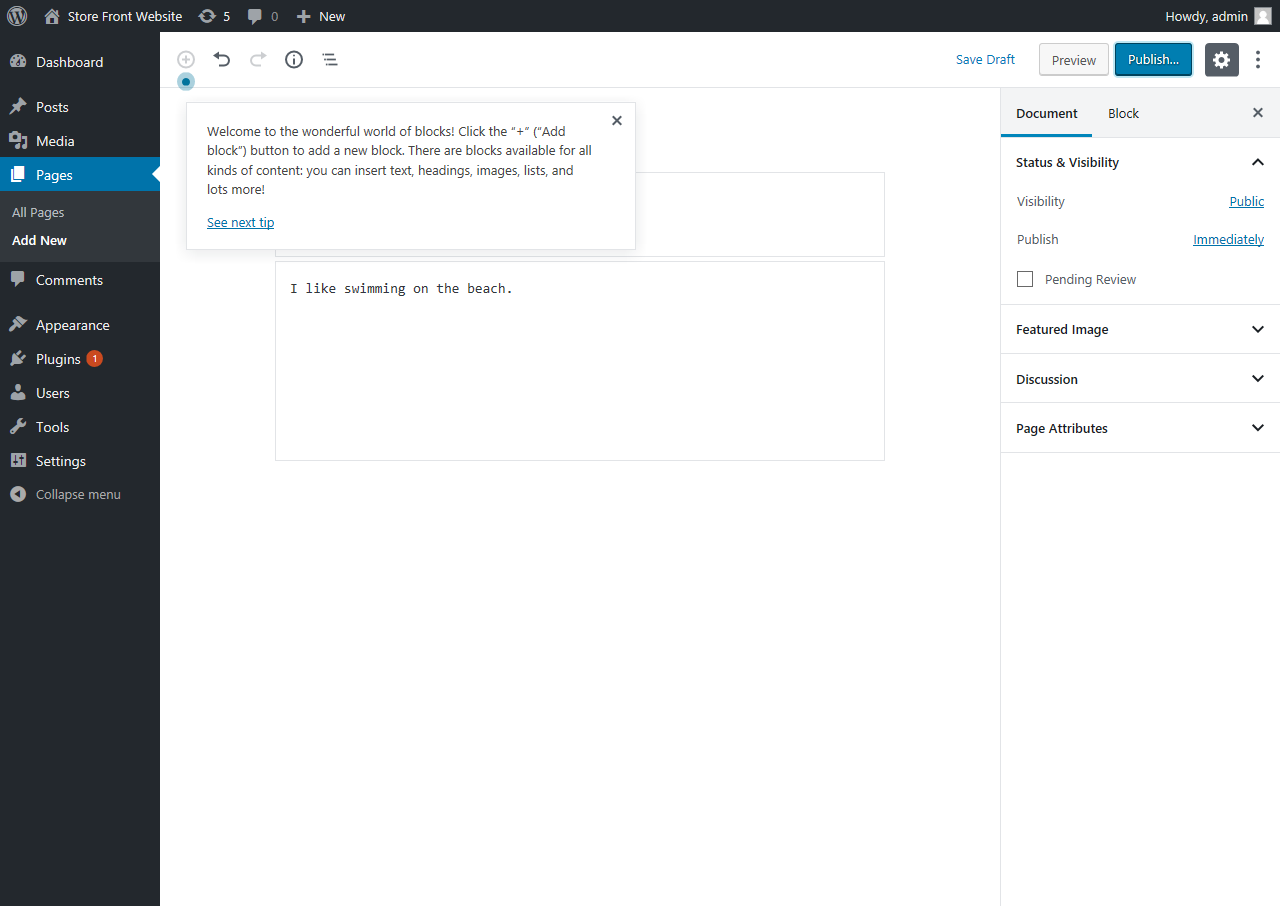 Store Front Website 5 0 New Howdy, admin
Dashboard
Posts
Media
Pages
All Pages
Add New
Comments
Appearance
Plugins 1
Users
Tools
Settings
Collapse menu
Save Draft Preview Publish...
Welcome to the wonderful world of blocks! Click the “+” (“Add
block”) button to add a new block. There are blocks available for all
kinds of content: you can insert text, headings, images, lists, and
lots more!
See next tip
I like swimming on the beach.
Document Block
Status & Visibility
Visibility Public
Publish Immediately
Pending Review
Featured Image
Discussion
Page Attributes